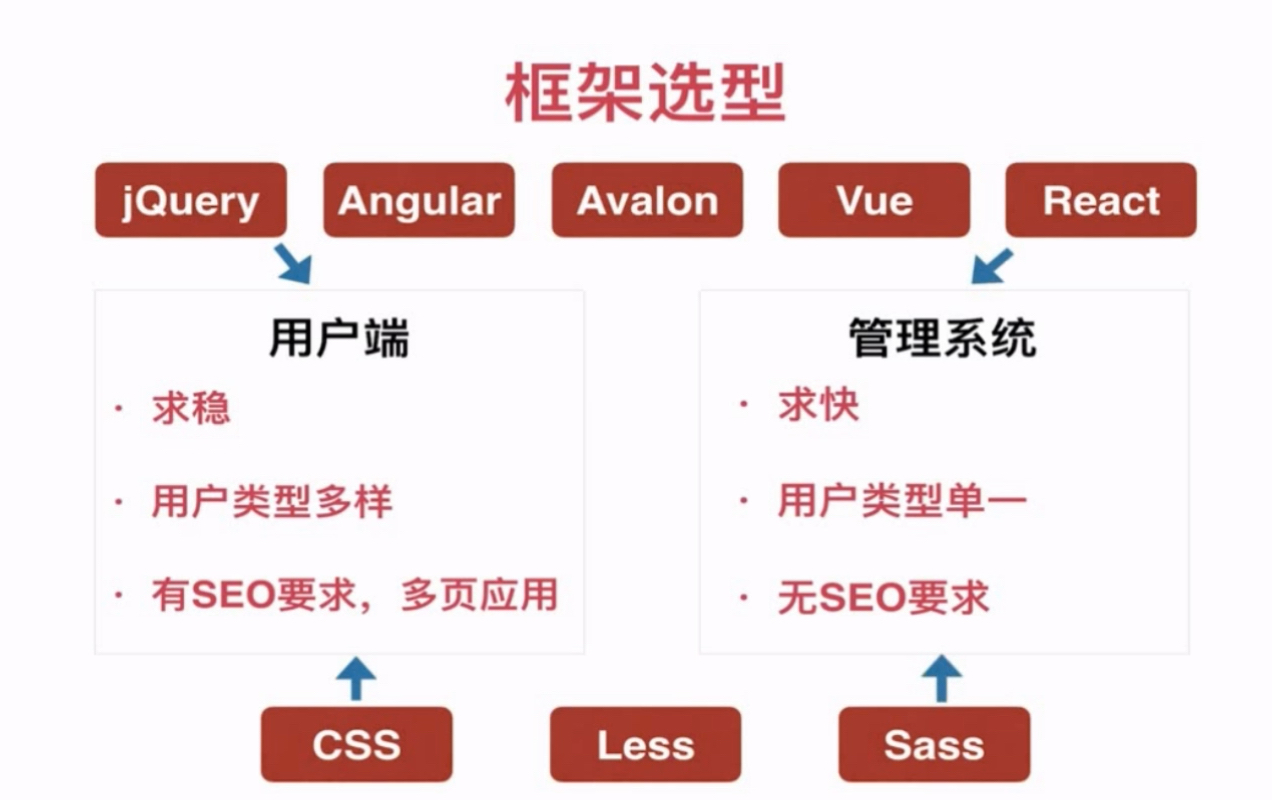 框架选型
jQuery Angular Avalon Vue React
用户端
· 求稳
· 用户类型多样
· 有SEO要求，多页应用
管理系统
· 求快
· 用户类型单一
· 无SEO要求
CSS Less Sass